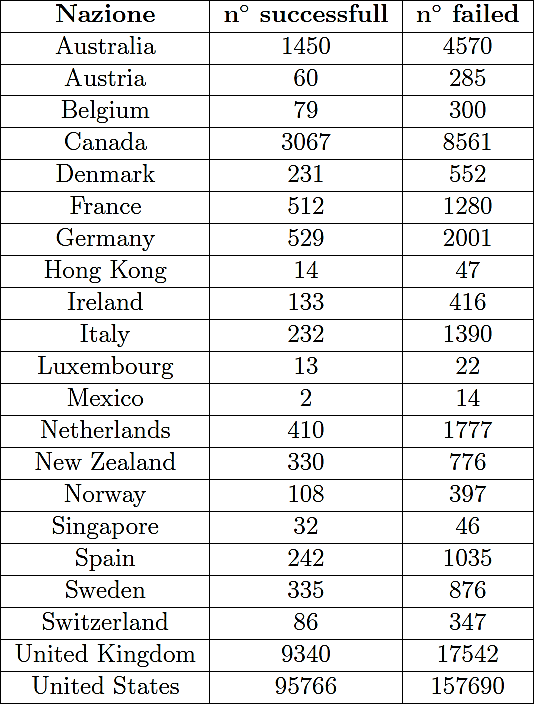 Nazione n° successfull n° failed
Australia 1450 4570
Austria 60 285
Belgium 79 300
Canada 3067 8561
Denmark 231 552
France 512 1280
Germany 529 2001
Hong Kong 14 47
Ireland 133 416
Italy 232 1390
Luxembourg 13 22
Mexico 2 14
Netherlands 410 1777
New Zealand 330 776
Norway 108 397
Singapore 32 46
Spain 242 1035
Sweden 335 876
Switzerland 86 347
United Kingdom 9340 17542
United States 95766 157690